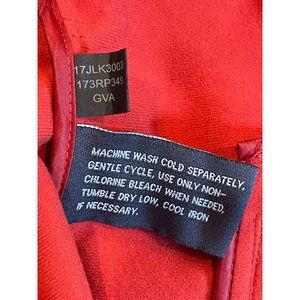 17JLK3003
173RP349
GVA
MACHINE WASH COLD SEPARATELY,
GENTLE CYCLE, USE ONLY NON-
CHLORINE BLEACH WHEN NEEDED,
TUMBLE DRY LOW, COOL IRON
IF NECESSARY.